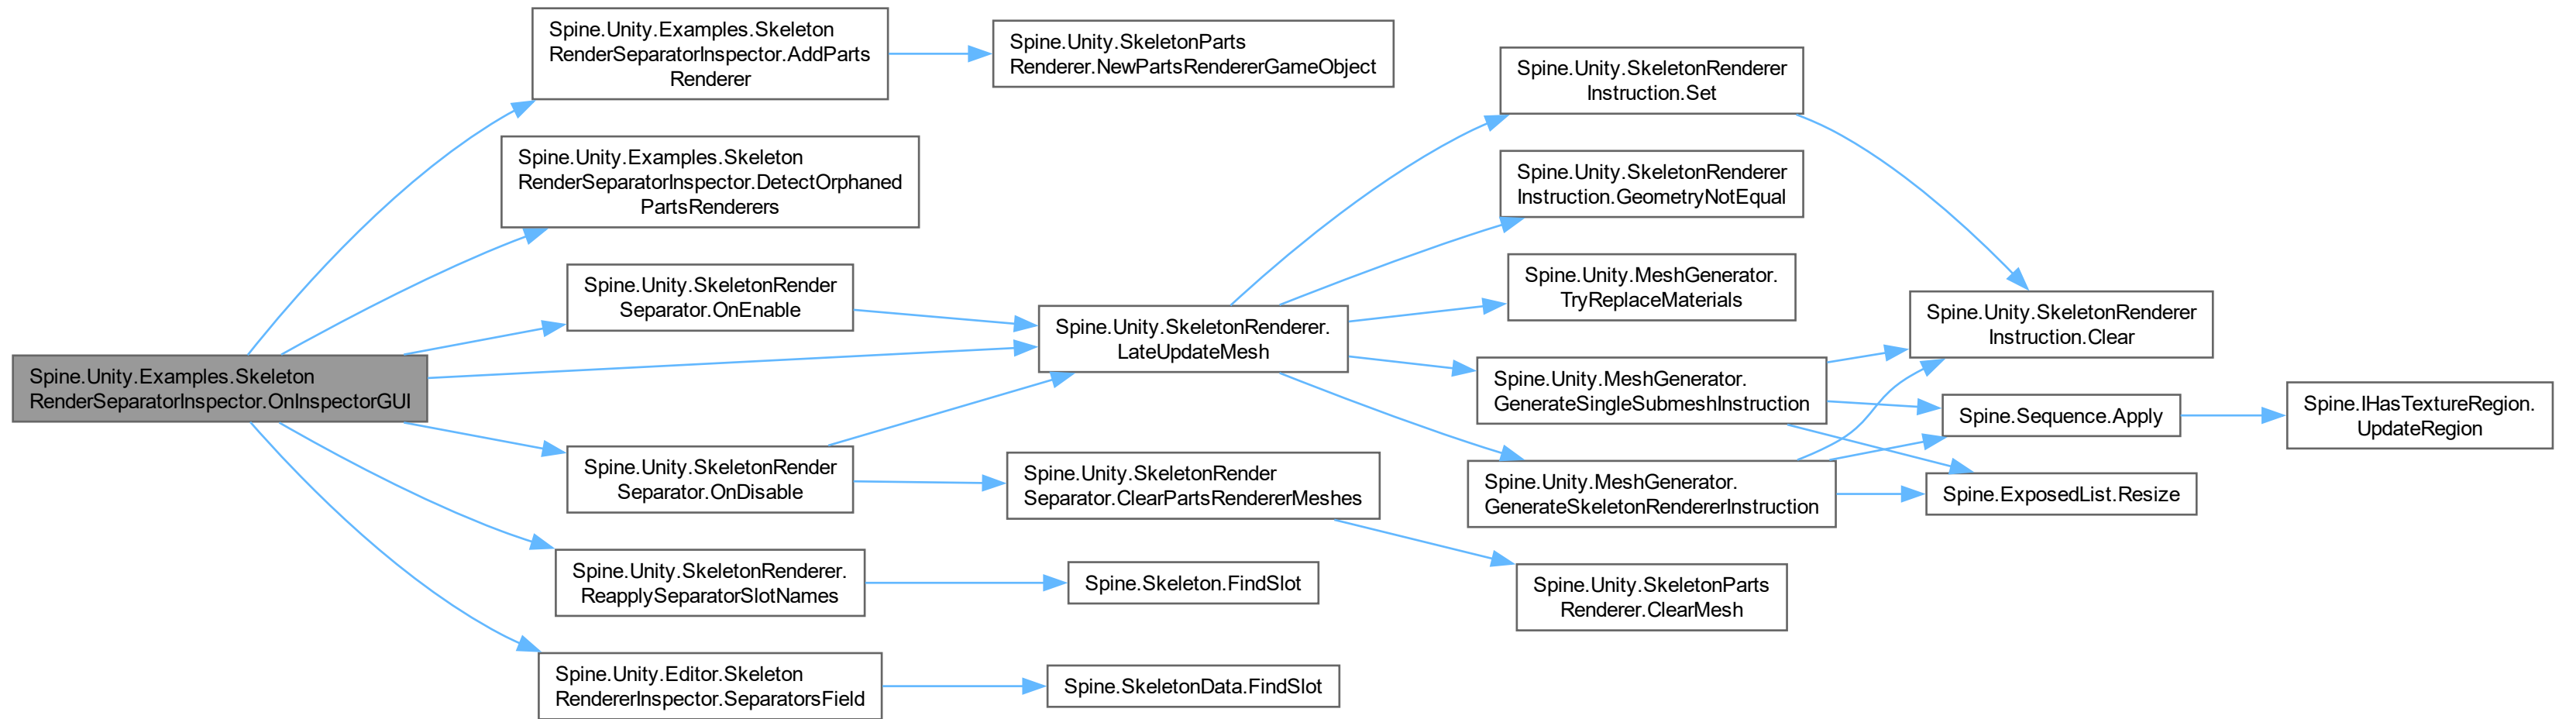 Spine.Unity.Examples.Skeleton
RenderSeparatorInspector.OnInspectorGUI
Spine.Unity.Examples.Skeleton
RenderSeparatorInspector.AddParts
Renderer
Spine.Unity.SkeletonParts
Renderer.NewPartsRendererGameObject
Spine.Unity.Examples.Skeleton
RenderSeparatorInspector.DetectOrphaned
PartsRenderers
Spine.Unity.SkeletonRender
Separator.OnEnable
Spine.Unity.SkeletonRenderer.
LateUpdateMesh
Spine.Unity.SkeletonRenderer
Instruction.Set
Spine.Unity.SkeletonRenderer
Instruction.GeometryNotEqual
Spine.Unity.MeshGenerator.
TryReplaceMaterials
Spine.Unity.MeshGenerator.
GenerateSingleSubmeshInstruction
Spine.Unity.MeshGenerator.
GenerateSkeletonRendererInstruction
Spine.Unity.SkeletonRenderer
Instruction.Clear
Spine.Sequence.Apply
Spine.IHasTextureRegion.
UpdateRegion
Spine.ExposedList.Resize
Spine.Unity.SkeletonRender
Separator.OnDisable
Spine.Unity.SkeletonRender
Separator.ClearPartsRendererMeshes
Spine.Unity.SkeletonParts
Renderer.ClearMesh
Spine.Unity.SkeletonRenderer.
ReapplySeparatorSlotNames
Spine.Skeleton.FindSlot
Spine.Unity.Editor.Skeleton
RendererInspector.SeparatorsField
Spine.SkeletonData.FindSlot